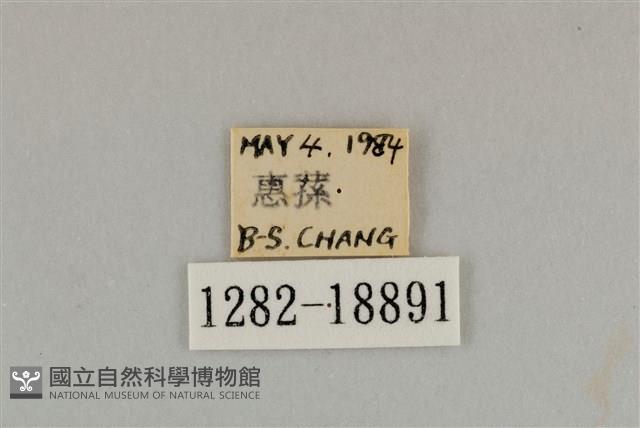 MAY 4. 1984
惠蓀
B-S. CHANG
1282-18891
國立自然科學博物館
NATIONAL MUSEUM OF NATURAL SCIENCE